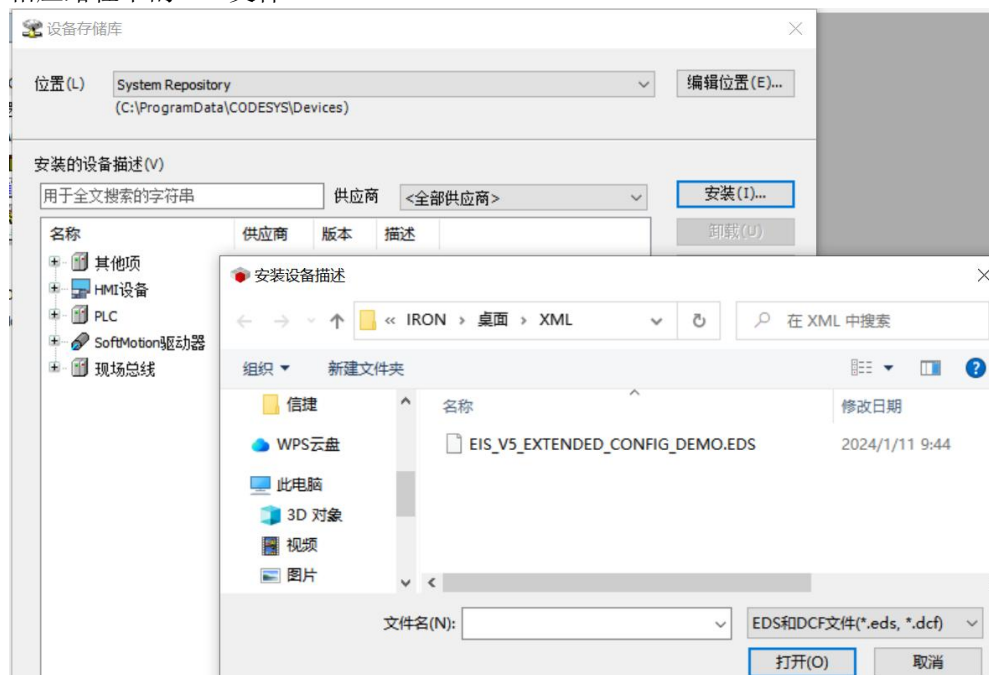 设备存储库
位置(L) System Repository 编辑位置(E)...
(C:\ProgramData\CODESYS\Devices)
安装的设备描述(V)
用于全文搜索的字符串 供应商 <全部供应商> 安装(I)...
名称 供应商 版本 描述 卸载(U)
其他项
HMI设备
PLC
SoftMotion驱动器
现场总线
安装设备描述
« IRON › 桌面 › XML 在 XML 中搜索
组织 新建文件夹
信捷 名称 修改日期
WPS云盘 EIS_V5_EXTENDED_CONFIG_DEMO.EDS 2024/1/11 9:44
此电脑
3D 对象
视频
图片
文件名(N): EDS和DCF文件(*.eds, *.dcf)
打开(O) 取消